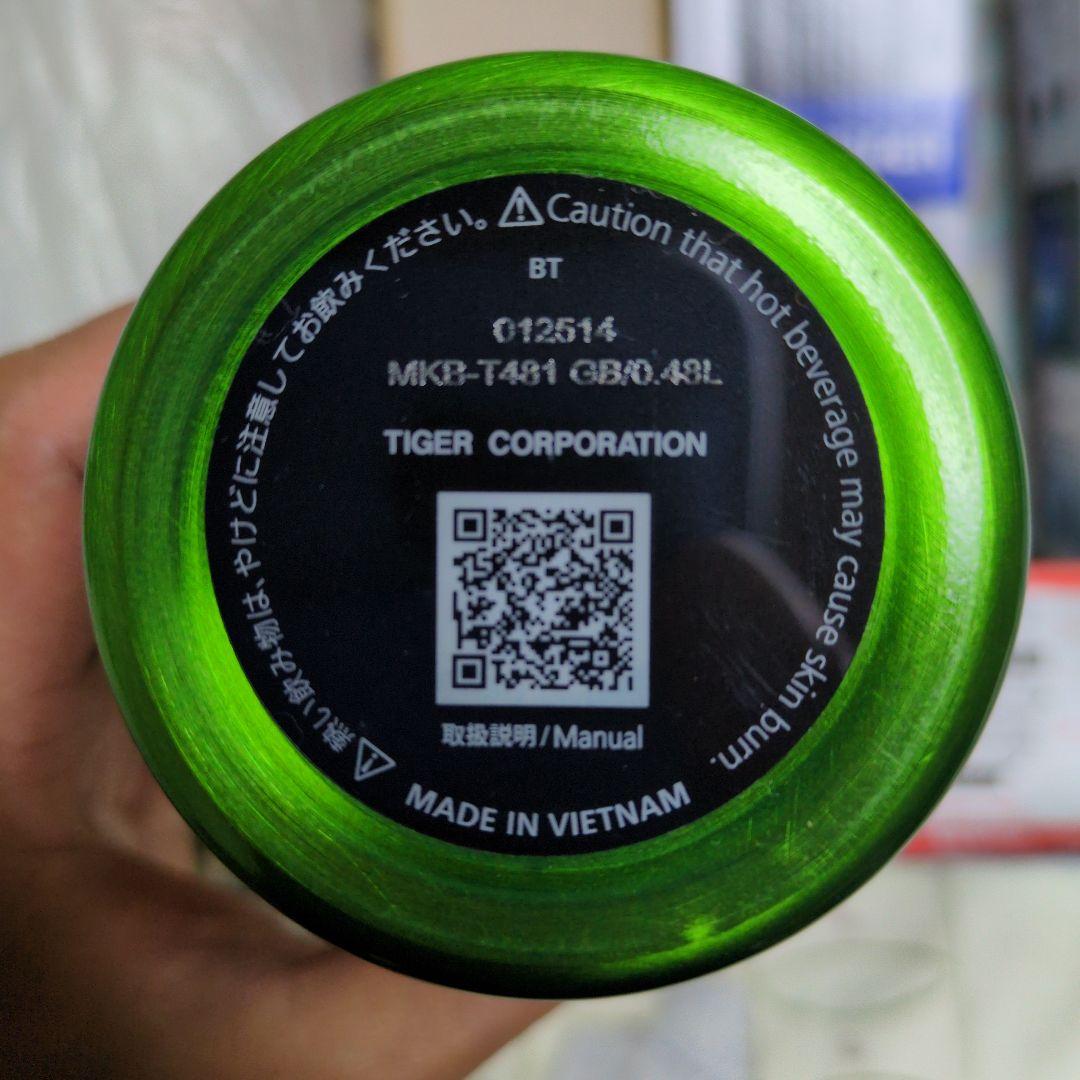 熱い飲み物は、やけどに注意してお飲みください。
Caution that hot beverage may cause skin burn.
BT
012514
MKB-T481 GB/0.48L
TIGER CORPORATION
取扱説明/Manual
MADE IN VIETNAM